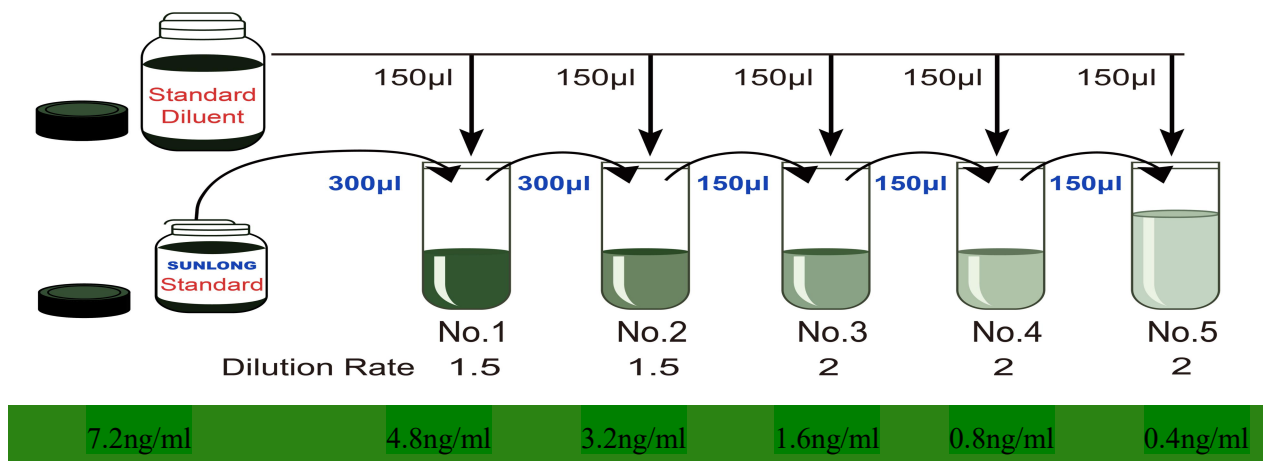 150µl 150µl 150µl 150µl 150µl
Standard
Diluent
300µl 300µl 150µl 150µl 150µl
SUNLONG
Standard
No.1 No.2 No.3 No.4 No.5
Dilution Rate 1.5 1.5 2 2 2
7.2ng/ml 4.8ng/ml 3.2ng/ml 1.6ng/ml 0.8ng/ml 0.4ng/ml